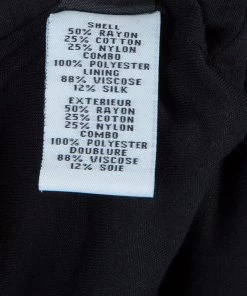 SHELL
50% RAYON
25% COTTON
25% NYLON
COMBO
100% POLYESTER
LINING
88% VISCOSE
12% SILK
EXTERIEUR
50% RAYON
25% COTON
25% NYLON
COMBO
100% POLYESTER
DOUBLURE
88% VISCOSE
12% SOIE